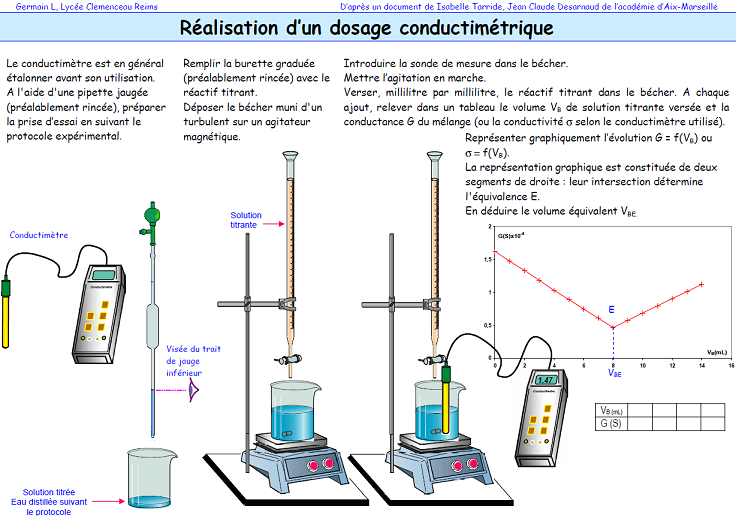 Germain L, Lycée Clemenceau Reims
D'après un document de Isabelle Tarride, Jean Claude Desarnaud de l'académie d'Aix-Marseille
Réalisation d'un dosage conductimétrique
Le conductimètre est en général
étalonner avant son utilisation.
A l'aide d'une pipette jaugée
(préalablement rincée), préparer
la prise d'essai en suivant le
protocole expérimental.
Remplir la burette graduée
(préalablement rincée) avec le
réactif titrant.
Déposer le bécher muni d'un
turbulent sur un agitateur
magnétique.
Introduire la sonde de mesure dans le bécher.
Mettre l'agitation en marche.
Verser, millilitre par millilitre, le réactif titrant dans le bécher. A chaque
ajout, relever dans un tableau le volume VB de solution titrante versée et la
conductance G du mélange (ou la conductivité σ selon le conductimètre utilisé).
Représenter graphiquement l'évolution G = f(VB) ou
σ = f(VB).
La représentation graphique est constituée de deux
segments de droite : leur intersection détermine
l'équivalence E.
En déduire le volume équivalent VBE.
Conductimètre
Conductimètre
Visée du trait
de jauge
inférieur
Solution titrée
Eau distillée suivant
le protocole
Solution
titrante
G(S)x10-4
2
1,5
1
0,5
0
0 2 4 6 8 10 12 14 16
E
VBE
VB(mL)
1.47
Conductimètre
VB (mL)
G (S)